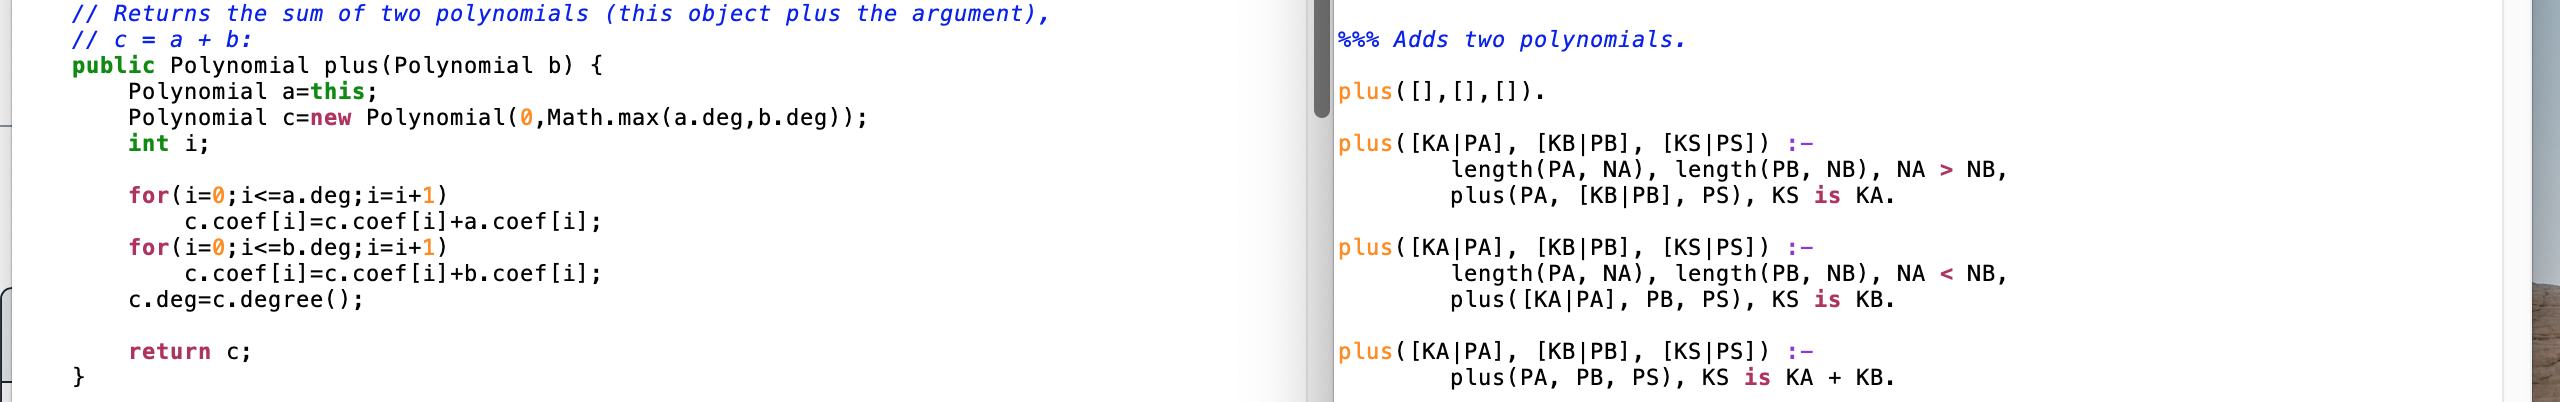 // Returns the sum of two polynomials (this object plus the argument),
// c = a + b:
public Polynomial plus(Polynomial b) {
    Polynomial a=this;
    Polynomial c=new Polynomial(0,Math.max(a.deg,b.deg));
    int i;

    for(i=0;i<=a.deg;i=i+1)
        c.coef[i]=c.coef[i]+a.coef[i];
    for(i=0;i<=b.deg;i=i+1)
        c.coef[i]=c.coef[i]+b.coef[i];
    c.deg=c.degree();

    return c;
}

%%% Adds two polynomials.

plus([],[],[]).

plus([KA|PA], [KB|PB], [KS|PS]) :-
        length(PA, NA), length(PB, NB), NA > NB,
        plus(PA, [KB|PB], PS), KS is KA.

plus([KA|PA], [KB|PB], [KS|PS]) :-
        length(PA, NA), length(PB, NB), NA < NB,
        plus([KA|PA], PB, PS), KS is KB.

plus([KA|PA], [KB|PB], [KS|PS]) :-
        plus(PA, PB, PS), KS is KA + KB.